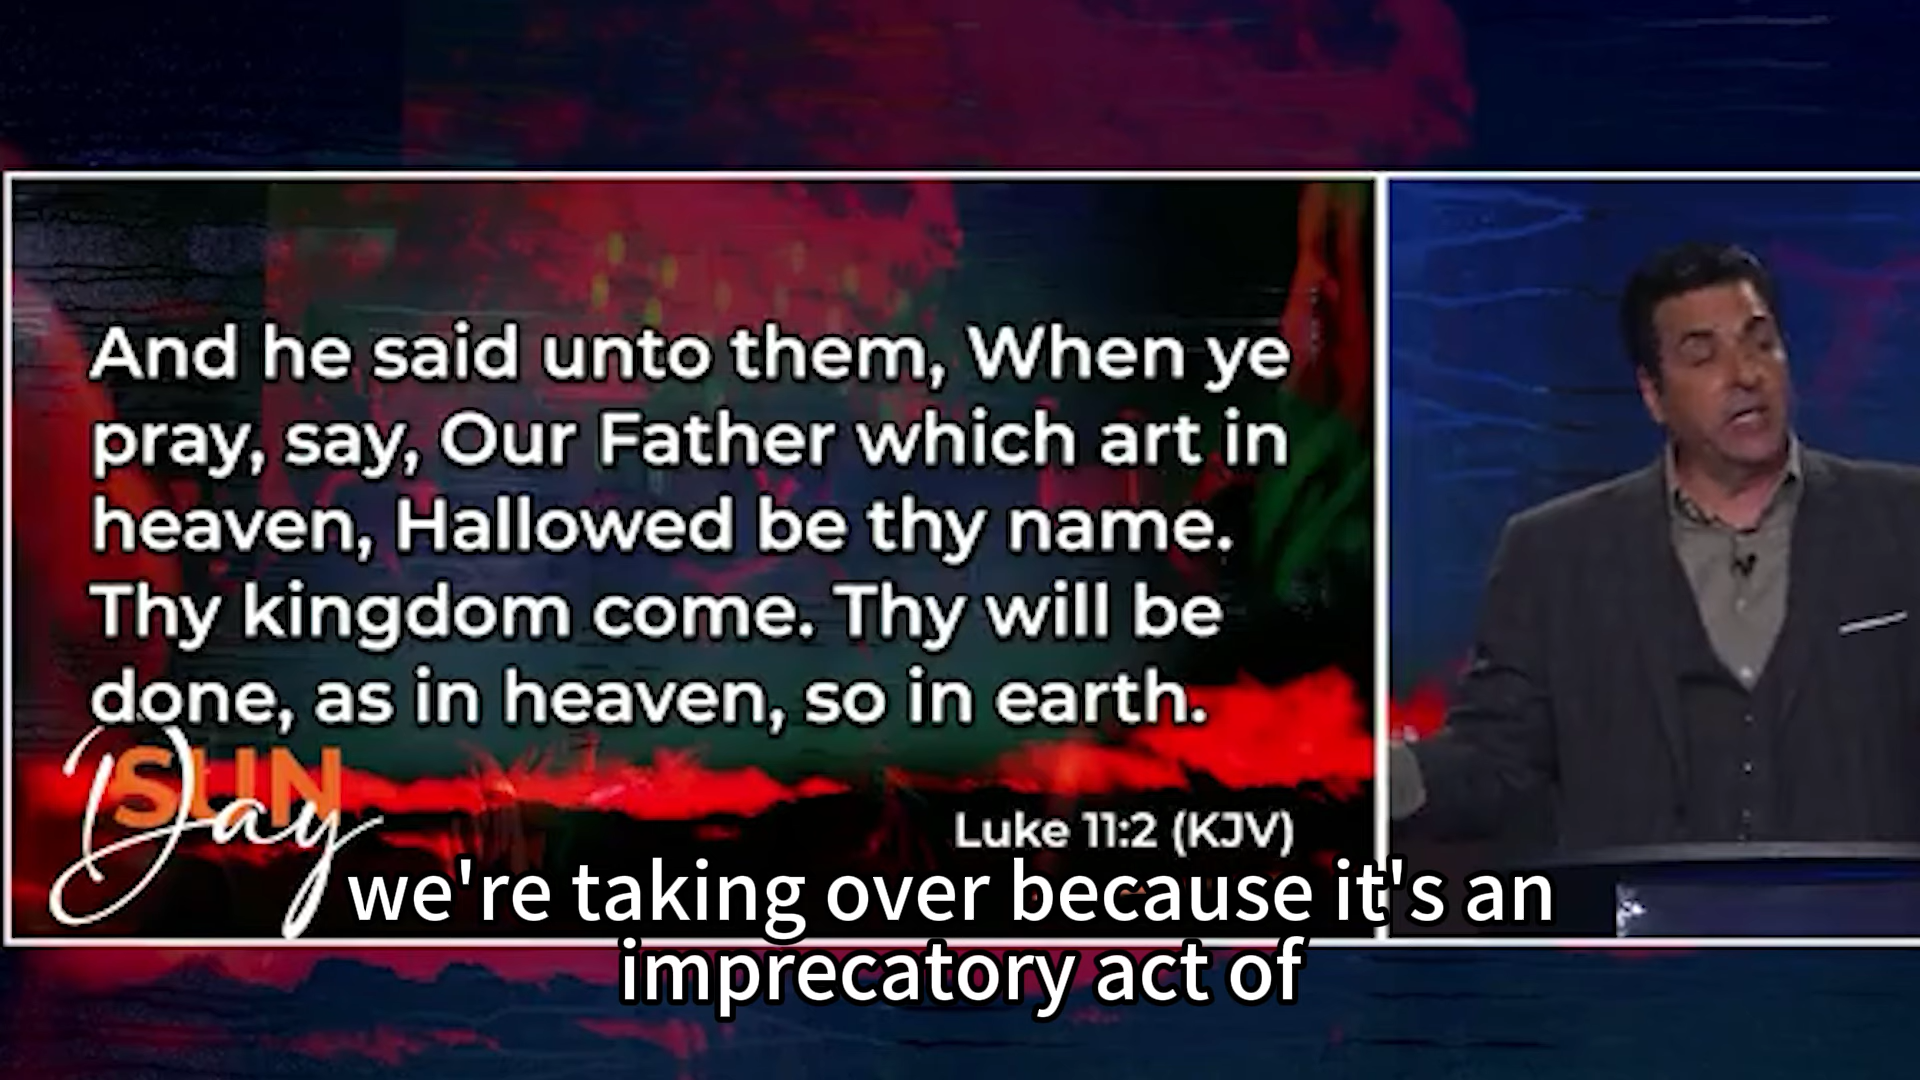 And he said unto them, When ye
pray, say, Our Father which art in
heaven, Hallowed be thy name.
Thy kingdom come. Thy will be
done, as in heaven, so in earth.
SUN
Day
Luke 11:2 (KJV)
we're taking over because it's an
imprecatory act of